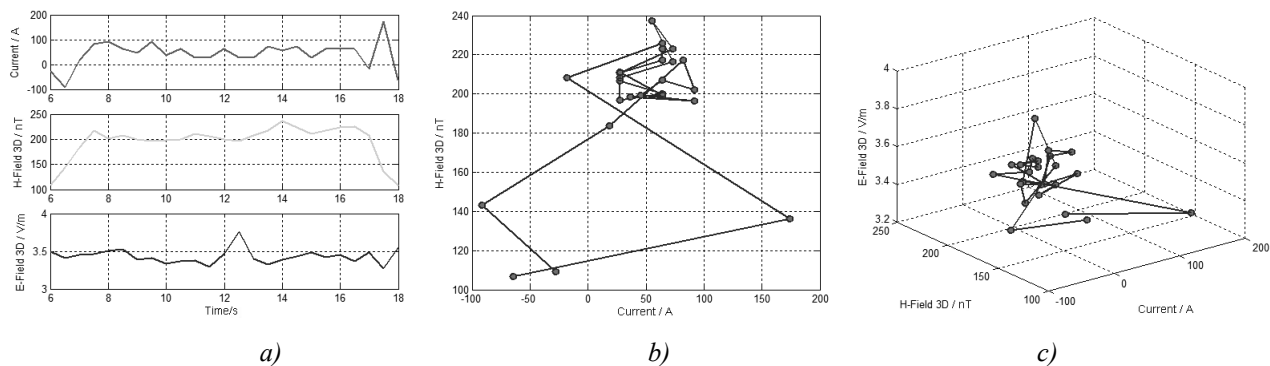 Current / A
200
100
0
-100
6 8 10 12 14 16 18
H-Field 3D / nT
250
200
150
100
6 8 10 12 14 16 18
E-Field 3D / V/m
4
3.5
3
6 8 10 12 14 16 18
Time/s
a)
H-Field 3D / nT
240
220
200
180
160
140
120
100
-100 -50 0 50 100 150 200
Current / A
b)
E-Field 3D / V/m
4
3.8
3.6
3.4
3.2
250
200
150
100
H-Field 3D / nT
-100
0
100
200
Current / A
c)